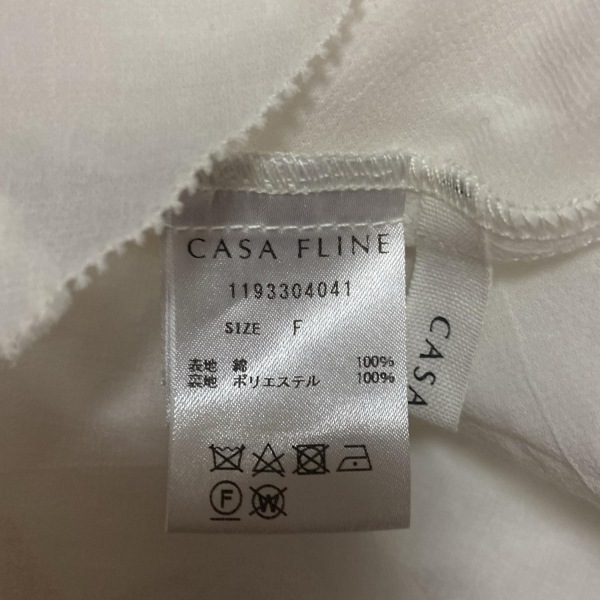 CASA FLINE
1193304041
SIZE F
表地 綿 100%
裏地 ポリエステル 100%
F
W
CASA